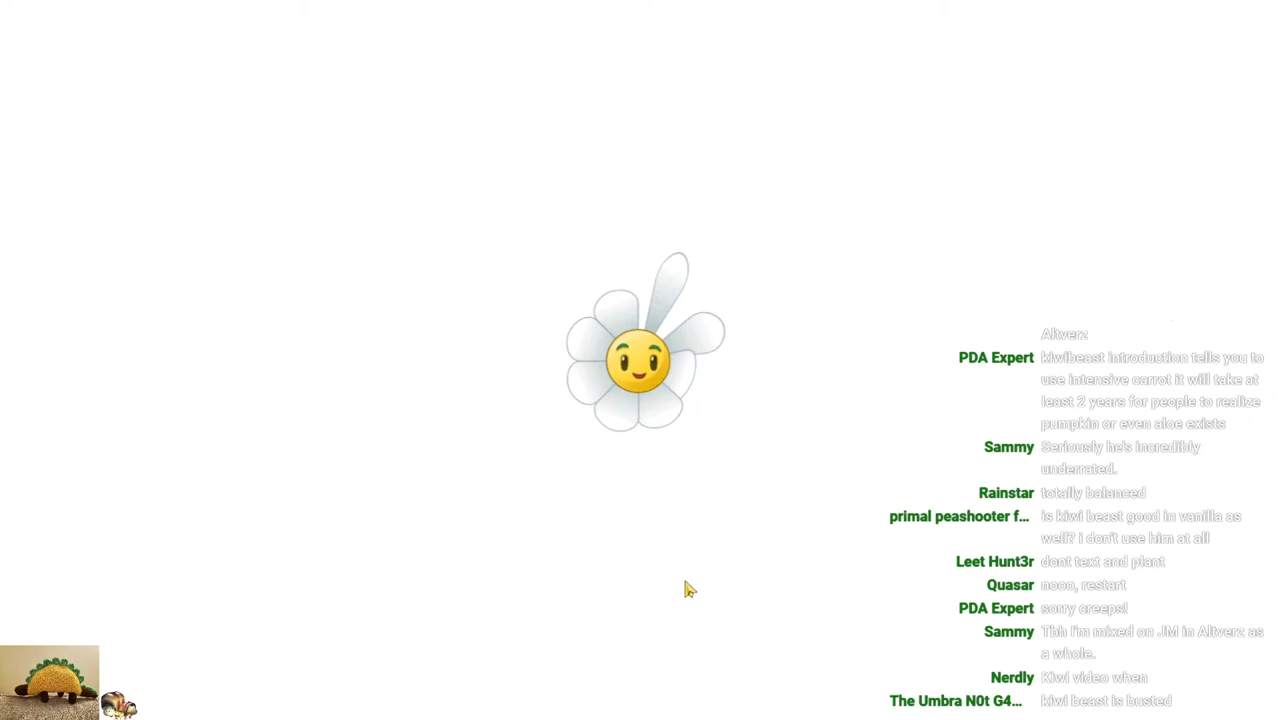 Altverz
PDA Expert kiwibeast introduction tells you to
use intensive carrot it will take at
least 2 years for people to realize
pumpkin or even aloe exists
Sammy Seriously he's incredibly
underrated.
Rainstar totally balanced
primal peashooter f... is kiwi beast good in vanilla as
well? i don't use him at all
Leet Hunt3r dont text and plant
Quasar nooo, restart
PDA Expert sorry creeps!
Sammy Tbh I'm mixed on JM in Altverz as
a whole.
Nerdly Kiwi video when
The Umbra N0t G4... kiwi beast is busted